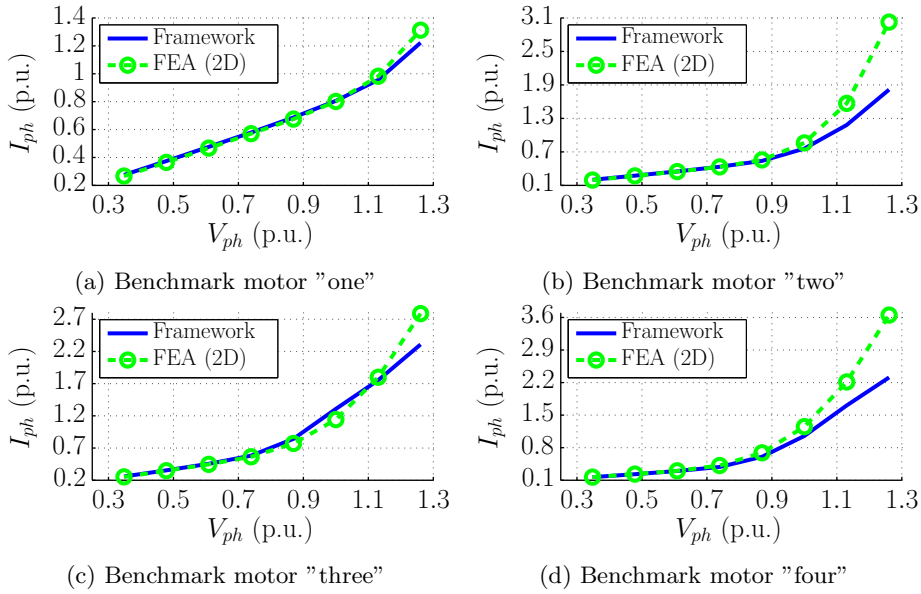 1.4
1.2
1
0.8
0.6
0.4
0.2
I_ph (p.u.)
Framework
FEA (2D)
0.3 0.5 0.7 0.9 1.1 1.3
V_ph (p.u.)
(a) Benchmark motor ”one”
3.1
2.5
1.9
1.3
0.7
0.1
I_ph (p.u.)
Framework
FEA (2D)
0.3 0.5 0.7 0.9 1.1 1.3
V_ph (p.u.)
(b) Benchmark motor ”two”
2.7
2.2
1.7
1.2
0.7
0.2
I_ph (p.u.)
Framework
FEA (2D)
0.3 0.5 0.7 0.9 1.1 1.3
V_ph (p.u.)
(c) Benchmark motor ”three”
3.6
2.9
2.2
1.5
0.8
0.1
I_ph (p.u.)
Framework
FEA (2D)
0.3 0.5 0.7 0.9 1.1 1.3
V_ph (p.u.)
(d) Benchmark motor ”four”